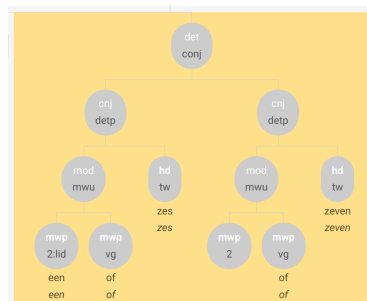 det
conj
cnj cnj
detp detp
mod hd mod hd
mwu tw mwu tw
zes zeven
zes zeven
mwp mwp mwp mwp
2:lid vg 2 vg
een of of
een of of